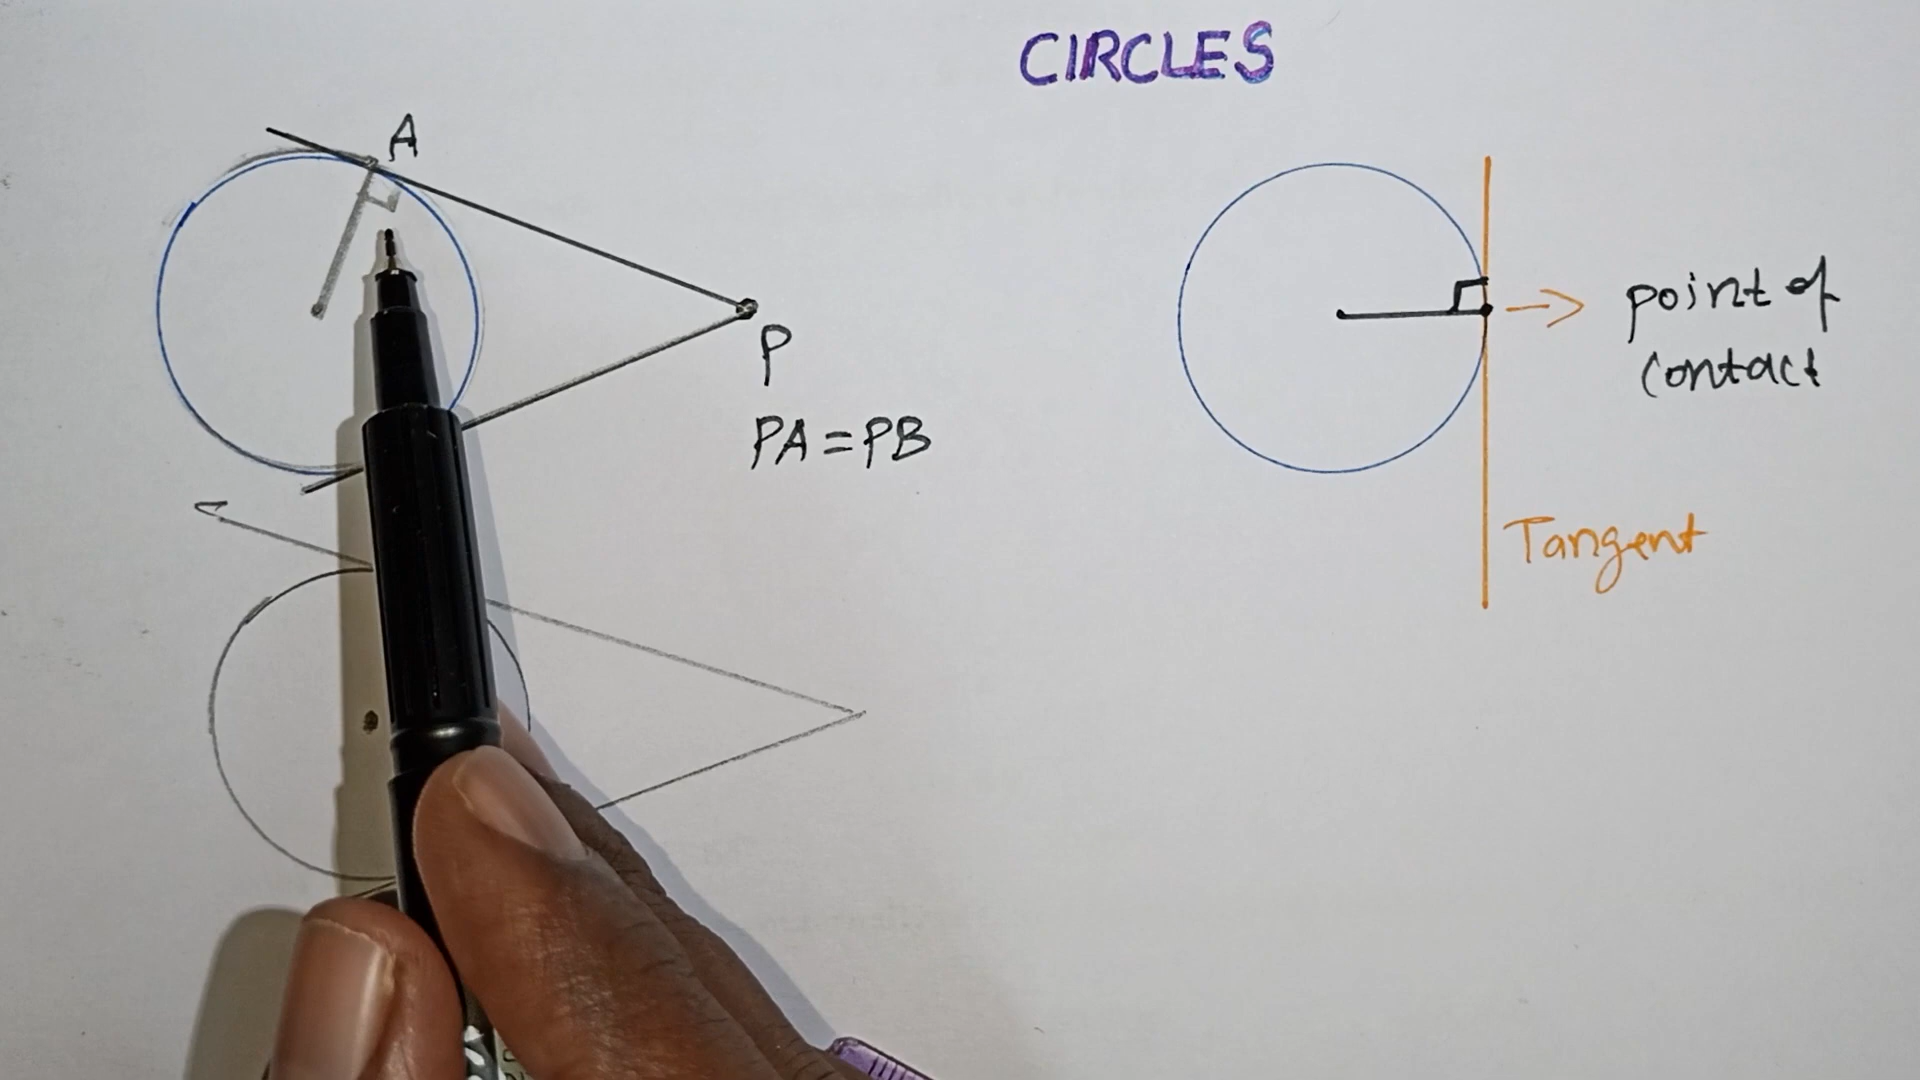 CIRCLES
A
P
PA=PB
point of
contact
Tangent